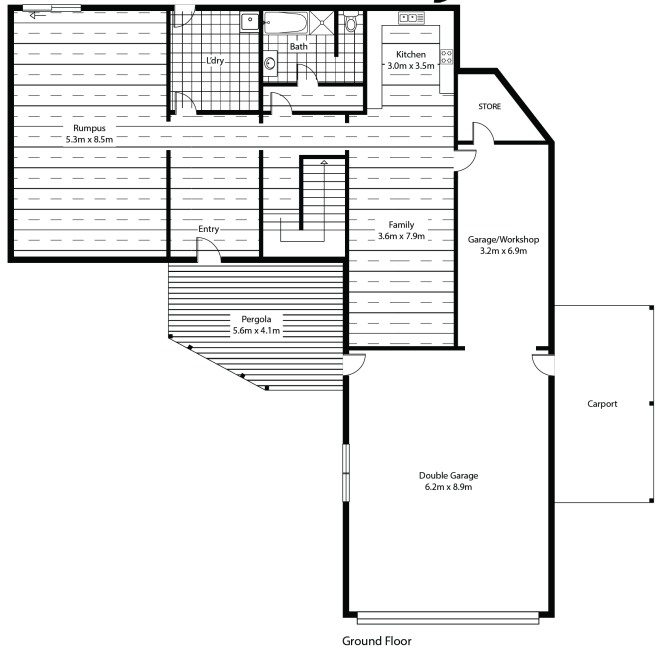 Bath
Kitchen
3.0m x 3.5m
L'dry
STORE
Rumpus
5.3m x 8.5m
Entry
Family
3.6m x 7.9m
Garage/Workshop
3.2m x 6.9m
Pergola
5.6m x 4.1m
Carport
Double Garage
6.2m x 8.9m
Ground Floor